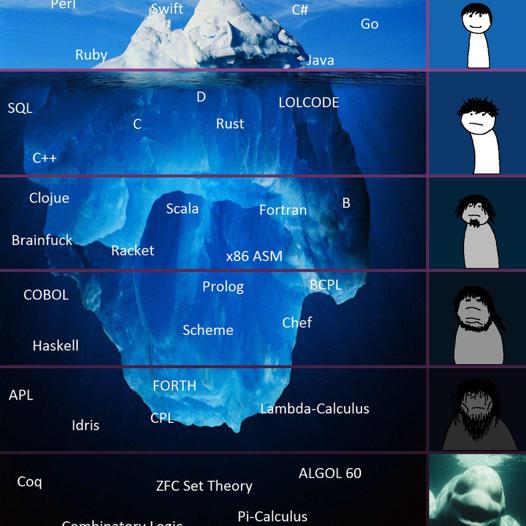 Perl
Swift
C#
Go
Ruby
Java
D
LOLCODE
SQL
C
Rust
C++
Clojue
Scala
Fortran
B
Brainfuck
Racket
x86 ASM
COBOL
Prolog
BCPL
Scheme
Chef
Haskell
APL
FORTH
CPL
Lambda-Calculus
Idris
Coq
ZFC Set Theory
ALGOL 60
Pi-Calculus
Combinatory Logic